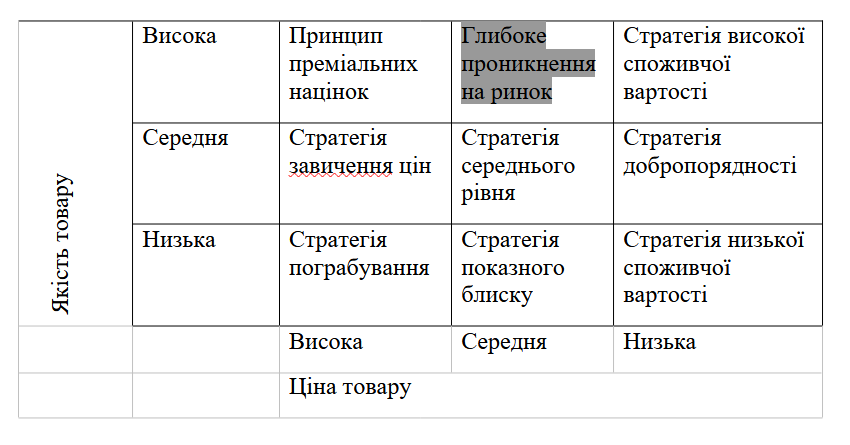 Якість товару
Висока
Принцип
преміальних
націнок
Глибоке
проникнення
на ринок
Стратегія високої
споживчої
вартості
Середня
Стратегія
завичення цін
Стратегія
середнього
рівня
Стратегія
добропорядності
Низька
Стратегія
пограбування
Стратегія
показного
блиску
Стратегія низької
споживчої
вартості
Висока
Середня
Низька
Ціна товару